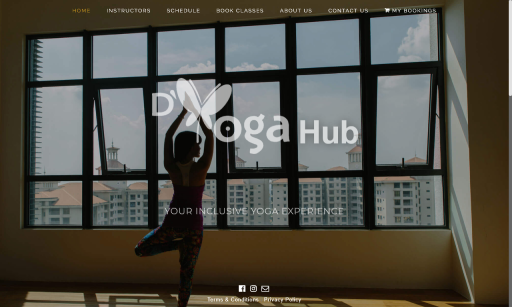 HOME INSTRUCTORS SCHEDULE BOOK CLASSES ABOUT US CONTACT US MY BOOKINGS
D'Yoga Hub
YOUR INCLUSIVE YOGA EXPERIENCE
Terms & Conditions Privacy Policy